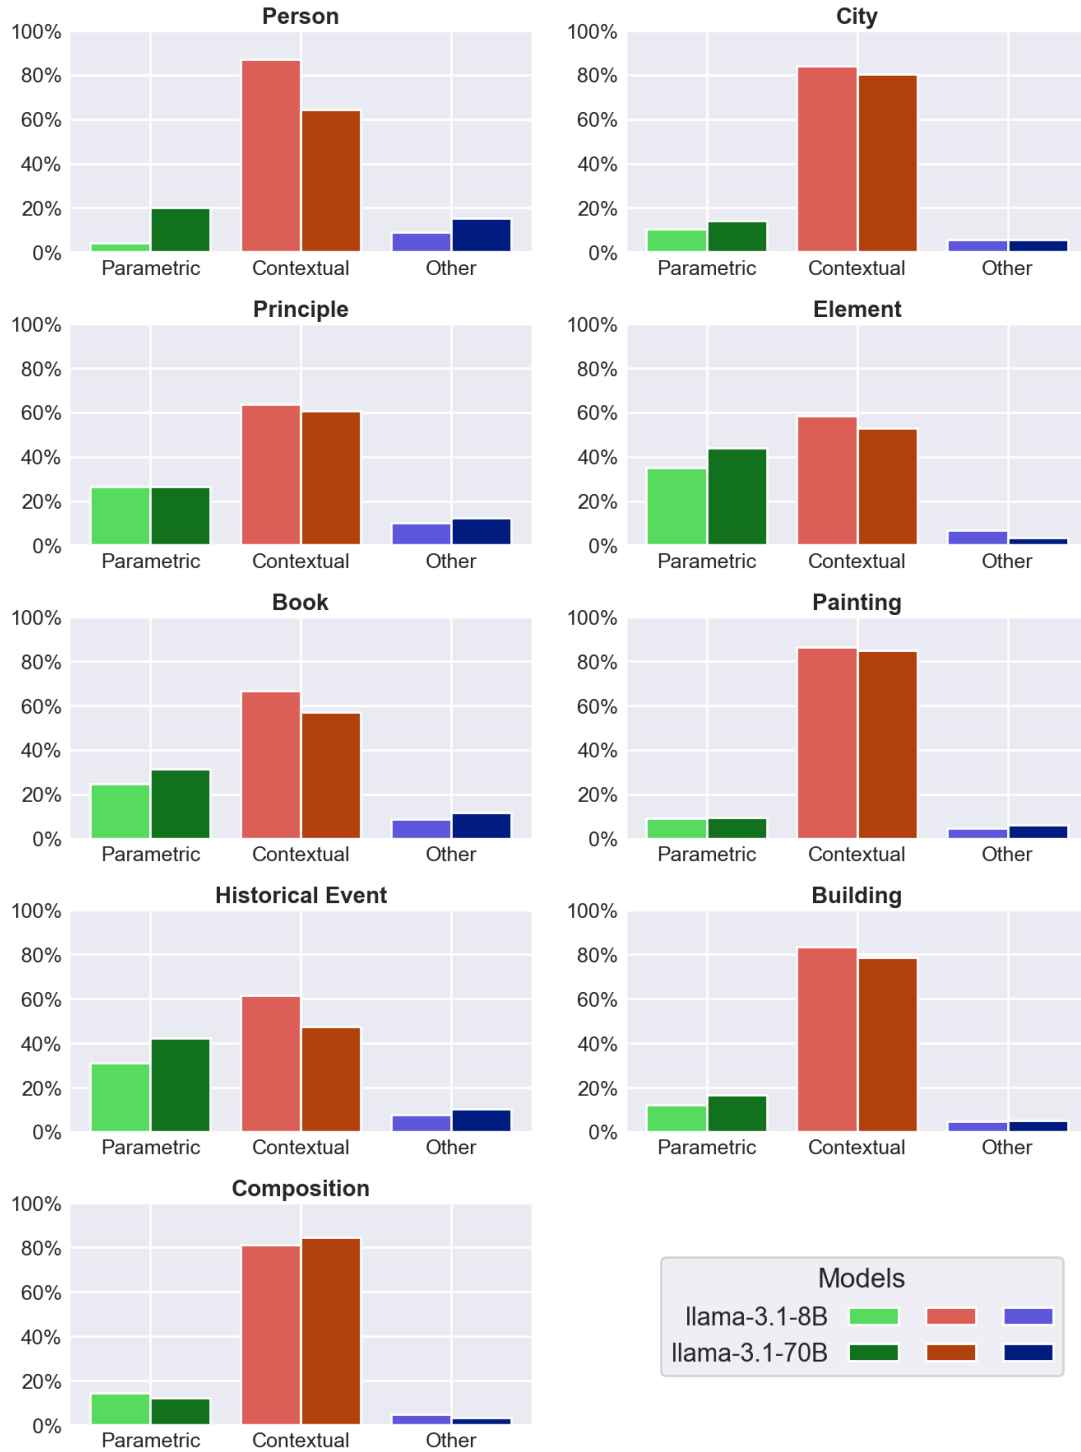 Person
100%
80%
60%
40%
20%
0%
Parametric Contextual Other
City
100%
80%
60%
40%
20%
0%
Parametric Contextual Other
Principle
100%
80%
60%
40%
20%
0%
Parametric Contextual Other
Element
100%
80%
60%
40%
20%
0%
Parametric Contextual Other
Book
100%
80%
60%
40%
20%
0%
Parametric Contextual Other
Painting
100%
80%
60%
40%
20%
0%
Parametric Contextual Other
Historical Event
100%
80%
60%
40%
20%
0%
Parametric Contextual Other
Building
100%
80%
60%
40%
20%
0%
Parametric Contextual Other
Composition
100%
80%
60%
40%
20%
0%
Parametric Contextual Other
Models
llama-3.1-8B
llama-3.1-70B